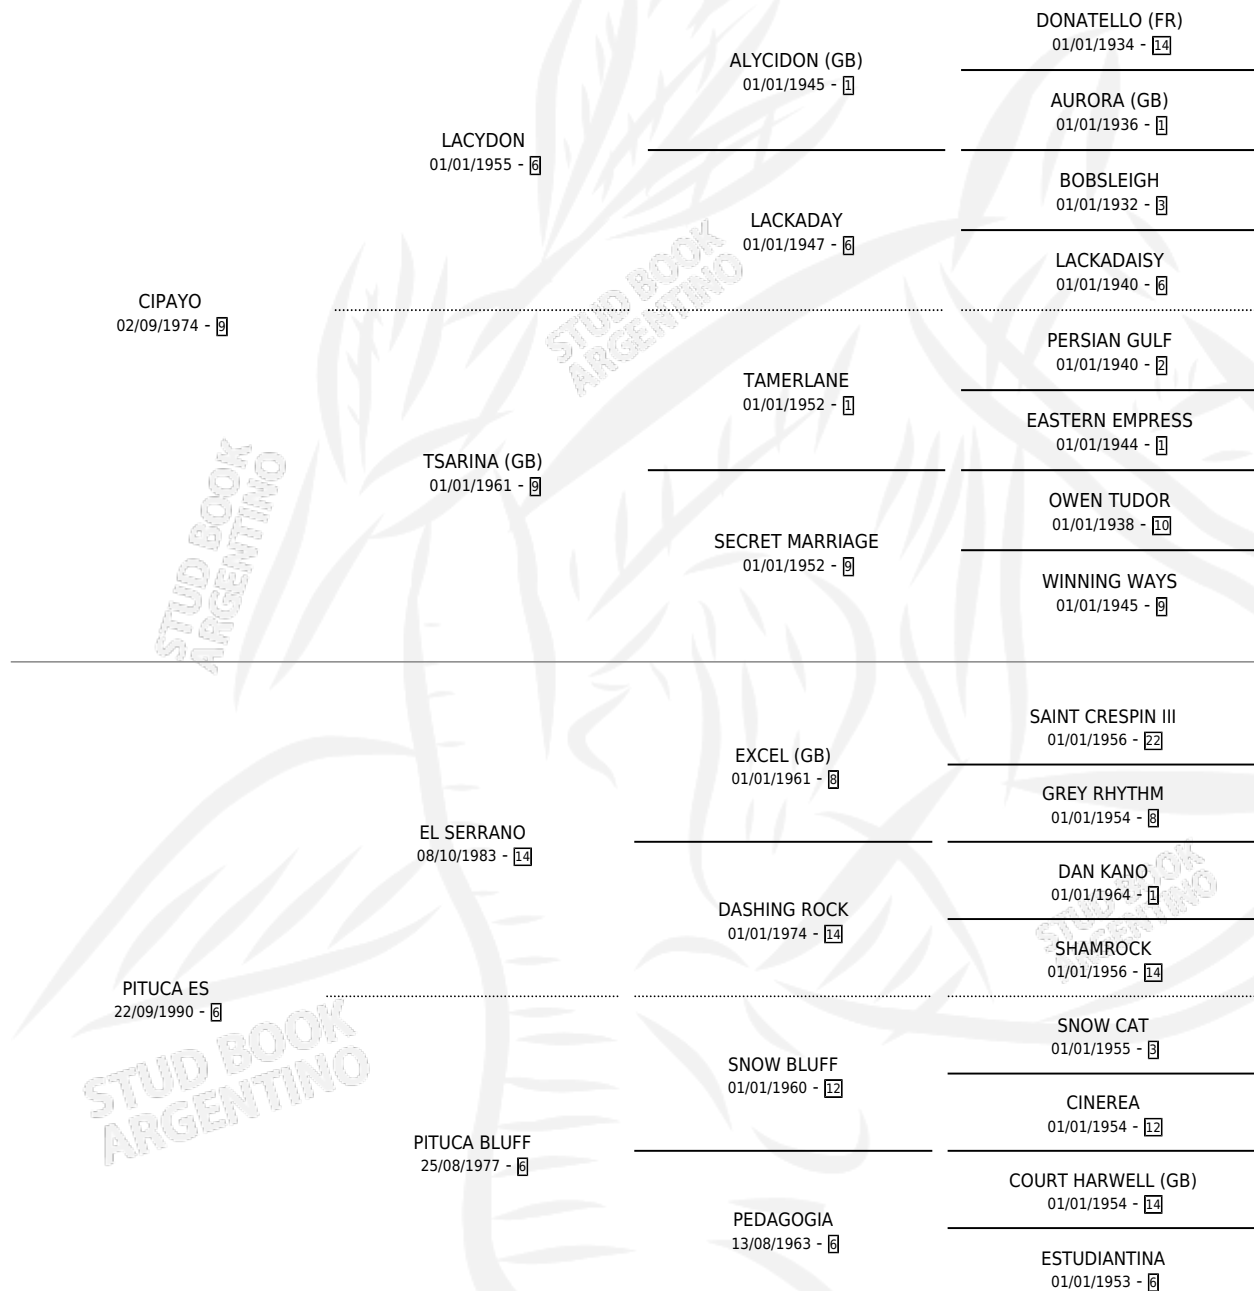 DONATELLO (FR)
01/01/1934 - 14
ALYCIDON (GB)
01/01/1945 - 1
AURORA (GB)
01/01/1936 - 1
LACYDON
01/01/1955 - 6
BOBSLEIGH
01/01/1932 - 3
LACKADAY
01/01/1947 - 6
LACKADAISY
01/01/1940 - 6
CIPAYO
02/09/1974 - 9
STUD BOOK
ARGENTINO
PERSIAN GULF
01/01/1940 - 2
TAMERLANE
01/01/1952 - 1
EASTERN EMPRESS
01/01/1944 - 1
TSARINA (GB)
01/01/1961 - 9
OWEN TUDOR
01/01/1938 - 10
SECRET MARRIAGE
01/01/1952 - 9
WINNING WAYS
01/01/1945 - 9
STUD BOOK
ARGENTINO
SAINT CRESPIN III
01/01/1956 - 22
EXCEL (GB)
01/01/1961 - 8
GREY RHYTHM
01/01/1954 - 8
EL SERRANO
08/10/1983 - 14
DAN KANO
01/01/1964 - 1
DASHING ROCK
01/01/1974 - 14
STUD BOOK
ARGENTINO
SHAMROCK
01/01/1956 - 14
PITUCA ES
22/09/1990 - 6
STUD BOOK
ARGENTINO
SNOW CAT
01/01/1955 - 3
SNOW BLUFF
01/01/1960 - 12
CINEREA
01/01/1954 - 12
PITUCA BLUFF
25/08/1977 - 6
COURT HARWELL (GB)
01/01/1954 - 14
PEDAGOGIA
13/08/1963 - 6
ESTUDIANTINA
01/01/1953 - 6